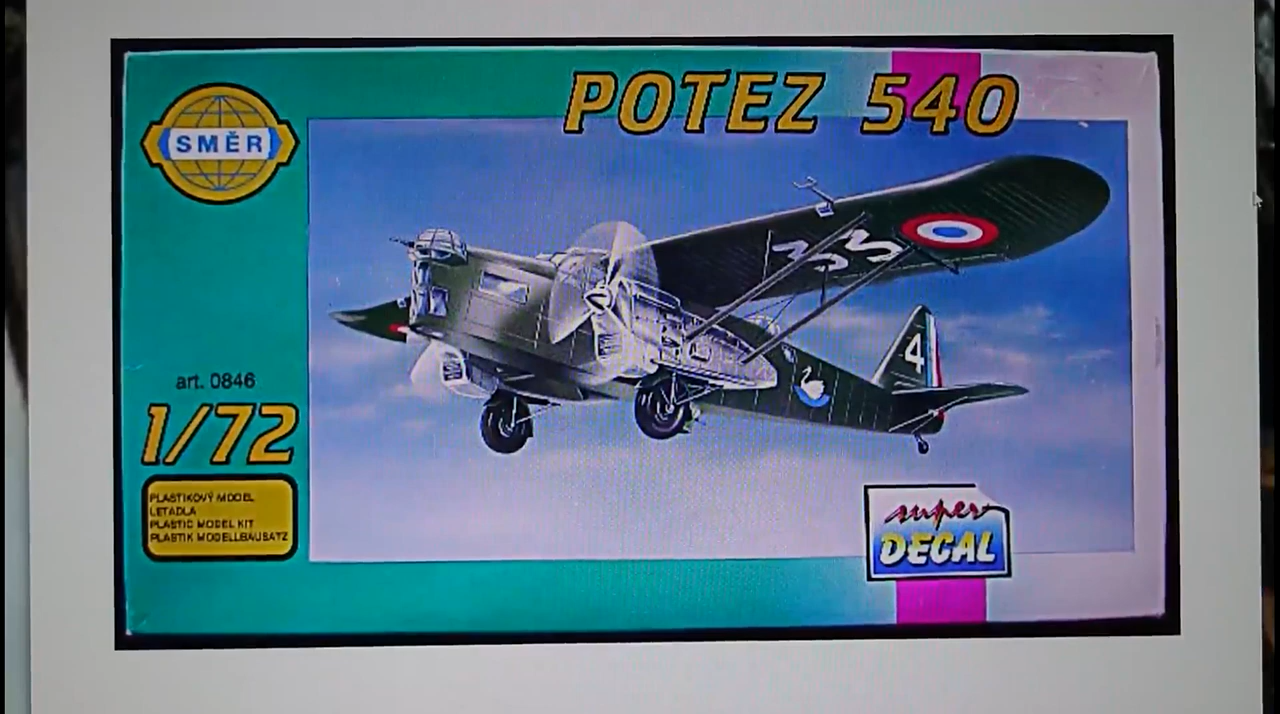 POTEZ 540
SMĚR
art. 0846
1/72
PLASTIKOVÝ MODEL
LETADLA
PLASTIC MODEL KIT
PLASTIK MODELLBAUSATZ
4
super
DECAL